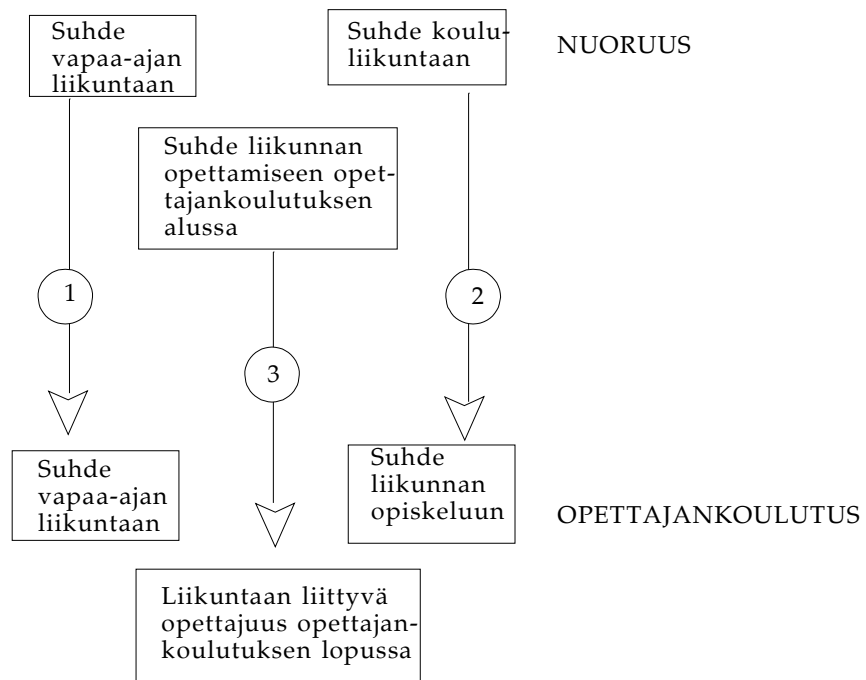 Suhde
vapaa-ajan
liikuntaan
Suhde koulu-
liikuntaan
NUORUUS
Suhde liikunnan
opettamiseen opet-
tajankoulutuksen
alussa
1
2
3
Suhde
vapaa-ajan
liikuntaan
Suhde
liikunnan
opiskeluun
OPETTAJANKOULUTUS
Liikuntaan liittyvä
opettajuus opettajan-
koulutuksen lopussa